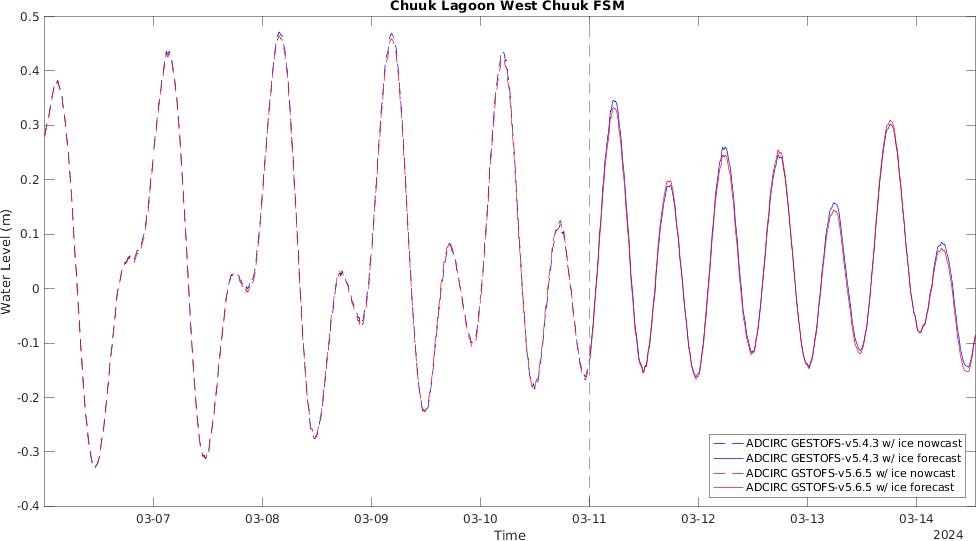 Chuuk Lagoon West Chuuk FSM
0.5
0.4
0.3
0.2
0.1
0
-0.1
-0.2
-0.3
-0.4
Water Level (m)
ADCIRC GESTOFS-v5.4.3 w/ ice nowcast
ADCIRC GESTOFS-v5.4.3 w/ ice forecast
ADCIRC GSTOFS-v5.6.5 w/ ice nowcast
ADCIRC GSTOFS-v5.6.5 w/ ice forecast
03-07 03-08 03-09 03-10 03-11 03-12 03-13 03-14
Time
2024